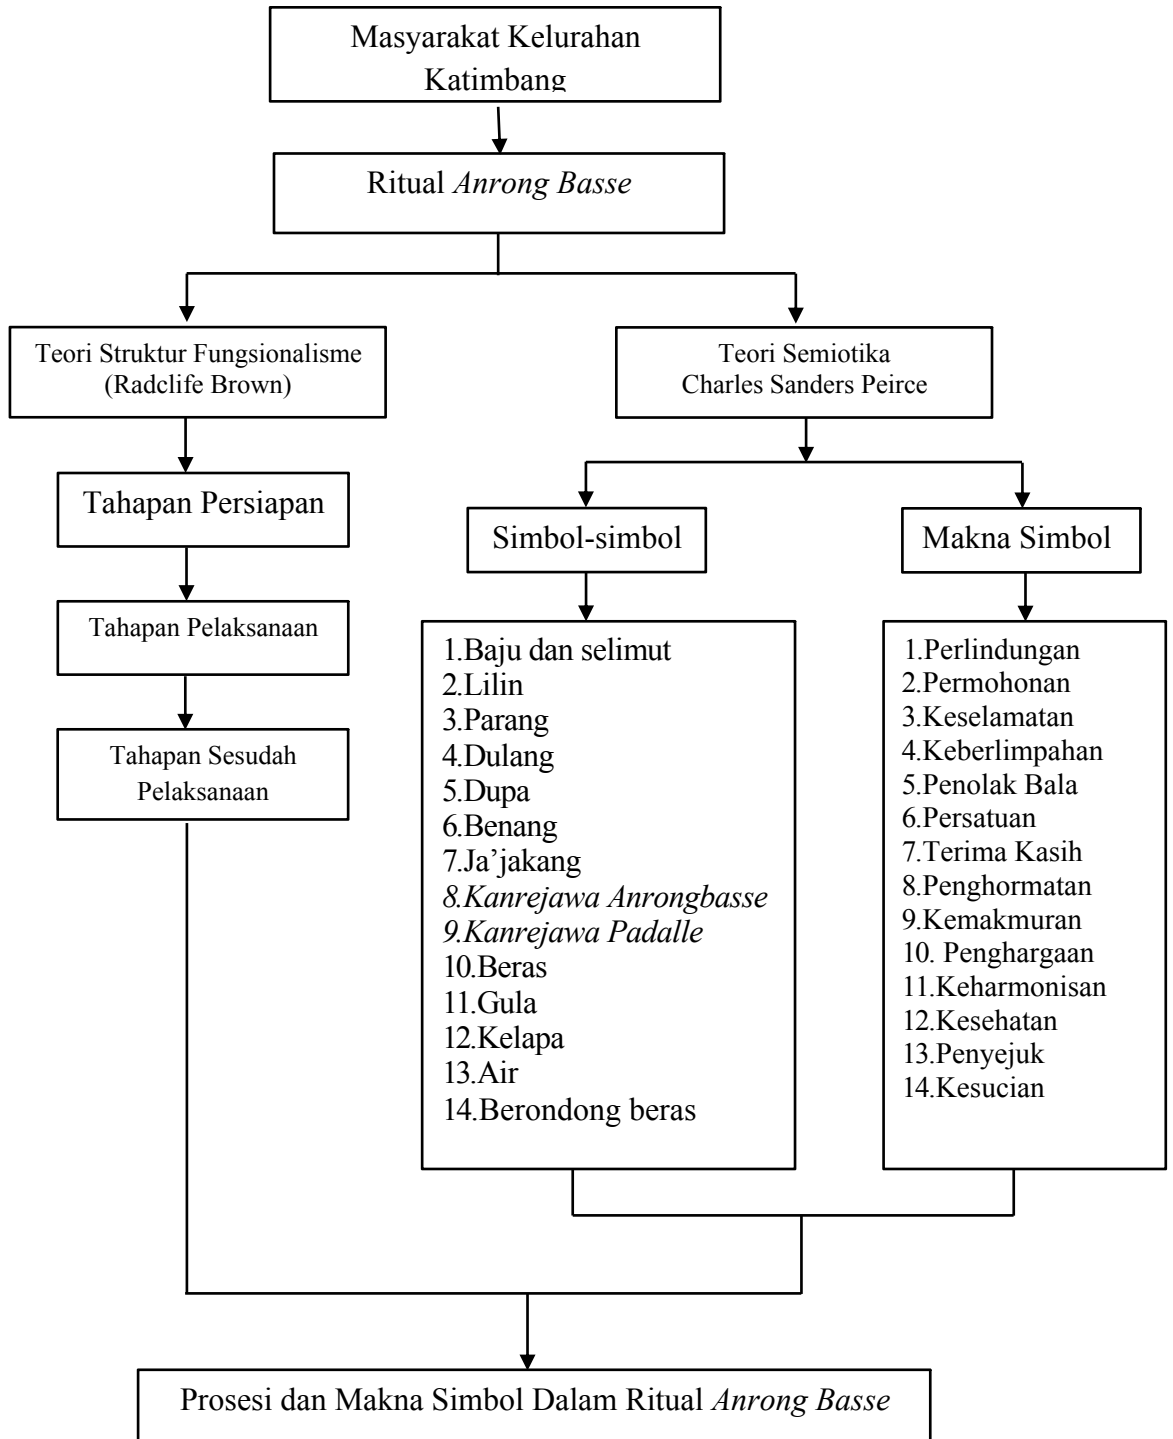 Masyarakat Kelurahan
Katimbang
Ritual Anrong Basse
Teori Struktur Fungsionalisme
(Radclife Brown)
Teori Semiotika
Charles Sanders Peirce
Tahapan Persiapan
Tahapan Pelaksanaan
Tahapan Sesudah
Pelaksanaan
Simbol-simbol
Makna Simbol
1.Baju dan selimut
2.Lilin
3.Parang
4.Dulang
5.Dupa
6.Benang
7.Ja’jakang
8.Kanrejawa Anrongbasse
9.Kanrejawa Padalle
10.Beras
11.Gula
12.Kelapa
13.Air
14.Berondong beras
1.Perlindungan
2.Permohonan
3.Keselamatan
4.Keberlimpahan
5.Penolak Bala
6.Persatuan
7.Terima Kasih
8.Penghormatan
9.Kemakmuran
10. Penghargaan
11.Keharmonisan
12.Kesehatan
13.Penyejuk
14.Kesucian
Prosesi dan Makna Simbol Dalam Ritual Anrong Basse